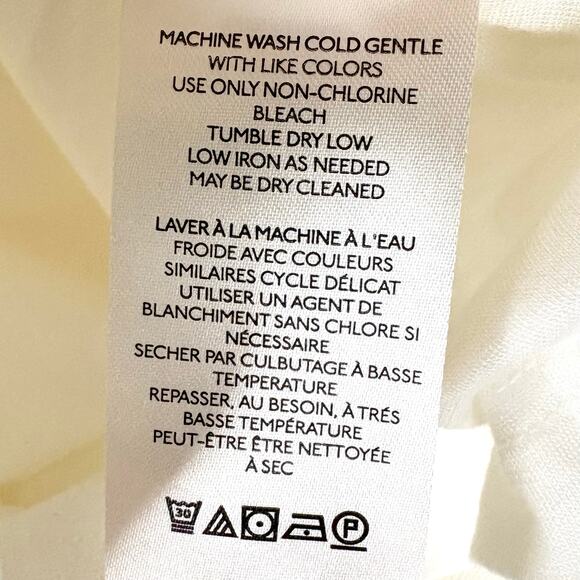 MACHINE WASH COLD GENTLE
WITH LIKE COLORS
USE ONLY NON-CHLORINE
BLEACH
TUMBLE DRY LOW
LOW IRON AS NEEDED
MAY BE DRY CLEANED
LAVER À LA MACHINE À L'EAU
FROIDE AVEC COULEURS
SIMILAIRES CYCLE DÉLICAT
UTILISER UN AGENT DE
BLANCHIMENT SANS CHLORE SI
NÉCESSAIRE
SECHER PAR CULBUTAGE À BASSE
TEMPERATURE
REPASSER, AU BESOIN, À TRÉS
BASSE TEMPÉRATURE
PEUT-ÊTRE ÊTRE NETTOYÉE
À SEC
30 P